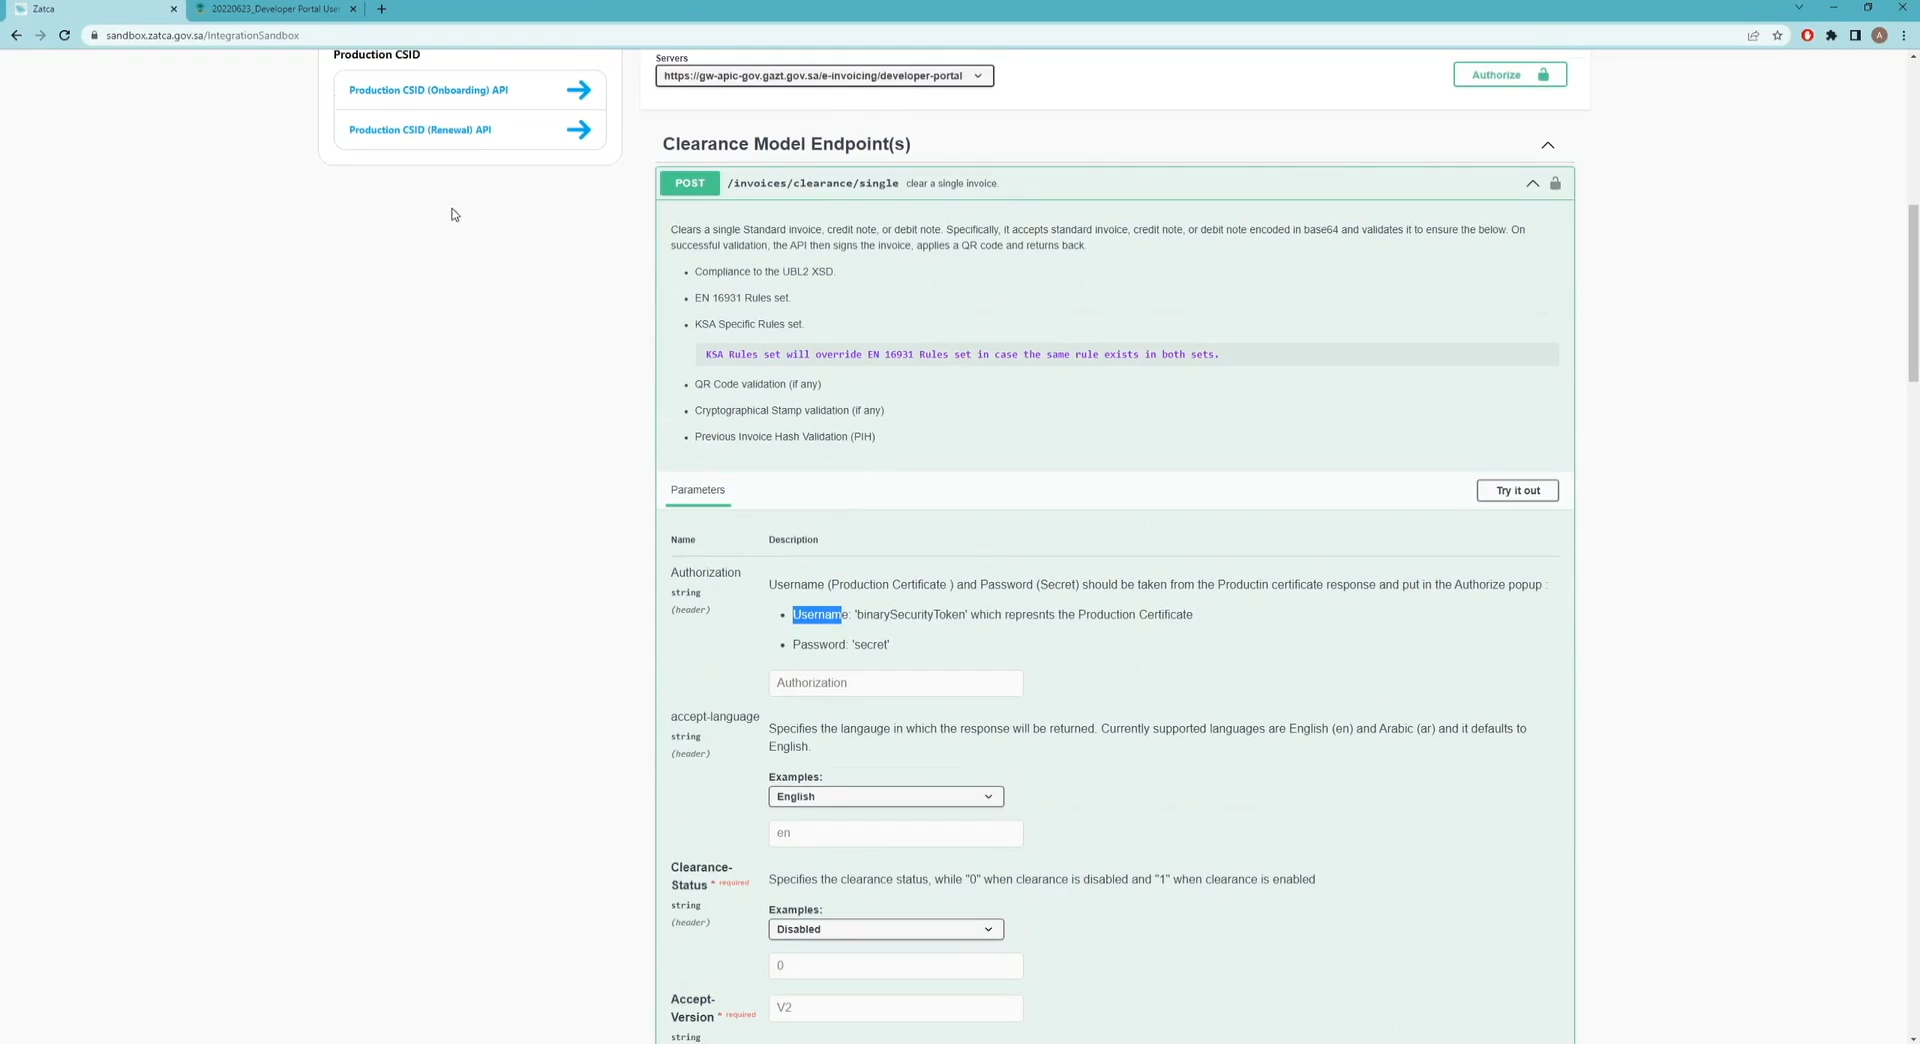 Zatca
20220623_Developer Portal User
sandbox.zatca.gov.sa/IntegrationSandbox
A
Production CSID
Production CSID (Onboarding) API
Production CSID (Renewal) API
Servers
https://gw-apic-gov.gazt.gov.sa/e-invoicing/developer-portal
Authorize
Clearance Model Endpoint(s)
POST /invoices/clearance/single clear a single invoice.
Clears a single Standard invoice, credit note, or debit note. Specifically, it accepts standard invoice, credit note, or debit note encoded in base64 and validates it to ensure the below. On
successful validation, the API then signs the invoice, applies a QR code and returns back.
• Compliance to the UBL2 XSD.
• EN 16931 Rules set.
• KSA Specific Rules set.
KSA Rules set will override EN 16931 Rules set in case the same rule exists in both sets.
• QR Code validation (if any)
• Cryptographical Stamp validation (if any)
• Previous Invoice Hash Validation (PIH)
Parameters
Try it out
Name Description
Authorization
string
(header)
Username (Production Certificate ) and Password (Secret) should be taken from the Productin certificate response and put in the Authorize popup :
• Username: 'binarySecurityToken' which represnts the Production Certificate
• Password: 'secret'
Authorization
accept-language
string
(header)
Specifies the langauge in which the response will be returned. Currently supported languages are English (en) and Arabic (ar) and it defaults to
English.
Examples:
English
en
Clearance-
Status * required
string
(header)
Specifies the clearance status, while "0" when clearance is disabled and "1" when clearance is enabled
Examples:
Disabled
0
Accept-
Version * required
string
V2